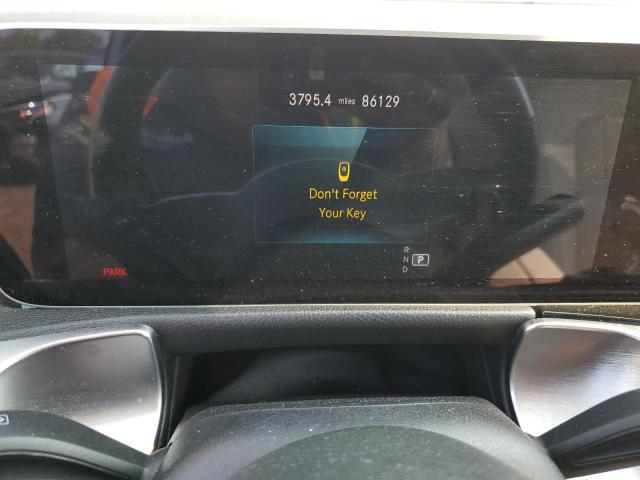 3795.4 miles 86129
Don't Forget
Your Key
R
N P
D
PARK